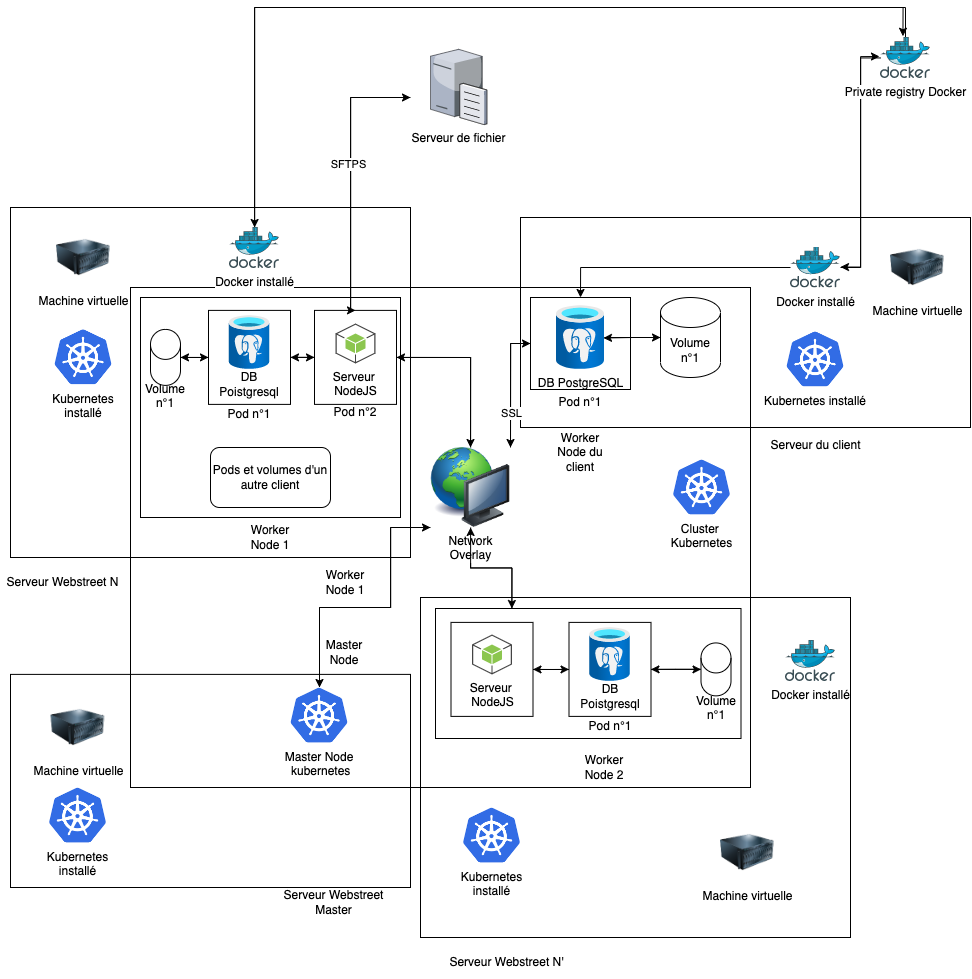 docker
Private registry Docker
Serveur de fichier
SFTPS
docker
Docker installé
Machine virtuelle
Kubernetes
installé
Volume
n°1
DB
Poistgresql
Pod n°1
Serveur
NodeJS
Pod n°2
Pods et volumes d'un
autre client
Worker
Node 1
Serveur Webstreet N
docker
Docker installé
Machine virtuelle
DB PostgreSQL
Pod n°1
Volume
n°1
Kubernetes installé
SSL
Worker
Node du
client
Serveur du client
Network
Overlay
Cluster
Kubernetes
Worker
Node 1
Master
Node
Master Node
kubernetes
Machine virtuelle
Kubernetes
installé
Serveur Webstreet
Master
Serveur
NodeJS
DB
Poistgresql
Pod n°1
Volume
n°1
docker
Docker installé
Worker
Node 2
Kubernetes
installé
Machine virtuelle
Serveur Webstreet N'